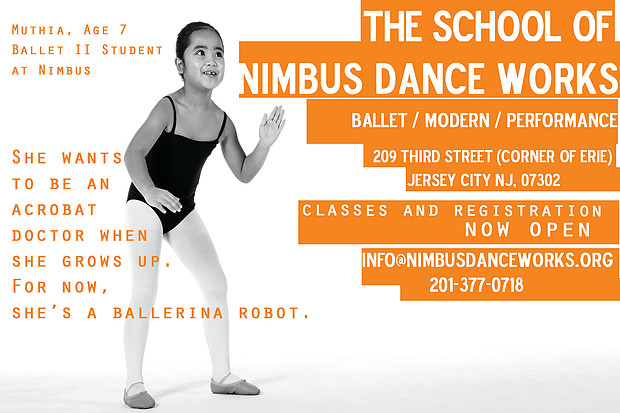 Muthia, Age 7
Ballet II Student
at Nimbus
She wants
to be an
acrobat
doctor when
she grows up.
For now,
she's a ballerina robot.
THE SCHOOL OF
NIMBUS DANCE WORKS
BALLET / MODERN / PERFORMANCE
209 THIRD STREET (CORNER OF ERIE)
JERSEY CITY NJ, 07302
CLASSES AND REGISTRATION
NOW OPEN
INFO@NIMBUSDANCEWORKS.ORG
201-377-0718